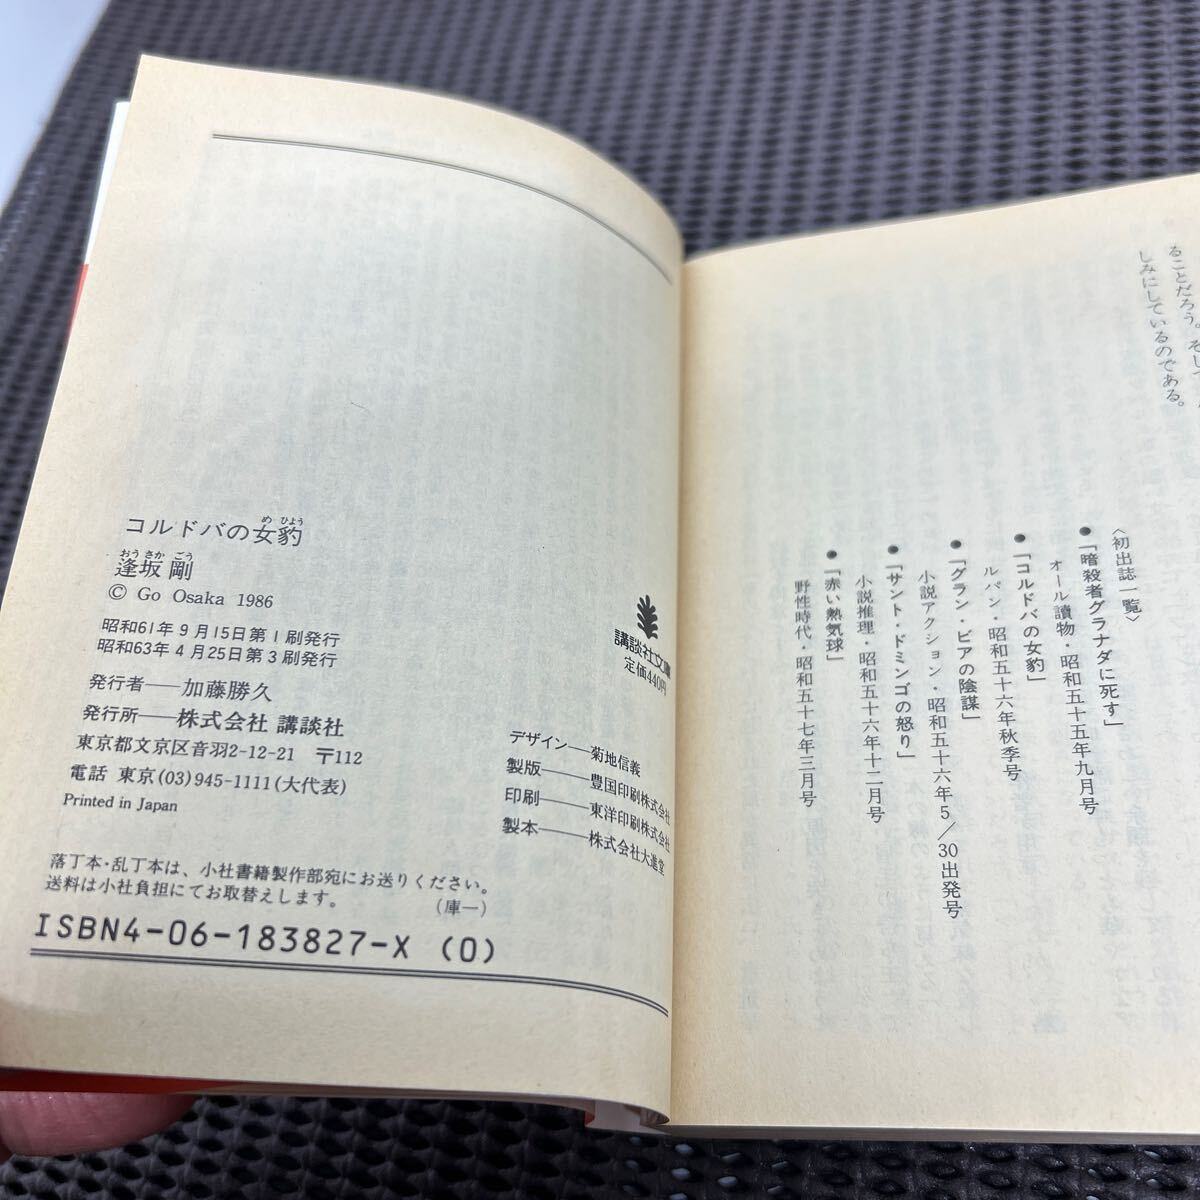 ることだろう。そして
しみにしているのである。
〈初出誌一覧〉
●「暗殺者グラナダに死す」
オール讀物・昭和五十五年九月号
●「コルドバの女豹」
ルパン・昭和五十六年秋季号
●「グラン・ビアの陰謀」
小説アクション・昭和五十六年5/30出発号
●「サント・ドミンゴの怒り」
小説推理・昭和五十六年十二月号
●「赤い熱気球」
野性時代・昭和五十七年三月号
め ひょう
コルドバの女豹
おう さか ごう
逢坂 剛
© Go Osaka 1986
昭和61年9月15日第1刷発行
昭和63年4月25日第3刷発行
発行者——加藤勝久
発行所——株式会社 講談社
東京都文京区音羽2-12-21 〒112
電話 東京(03)945-1111(大代表)
Printed in Japan
講談社文庫
定価440円
デザイン—菊地信義
製版——豊国印刷株式会社
印刷——東洋印刷株式会社
製本——株式会社大進堂
落丁本・乱丁本は、小社書籍製作部宛にお送りください。
送料は小社負担にてお取替えします。 (庫一)
ISBN4-06-183827-X (0)